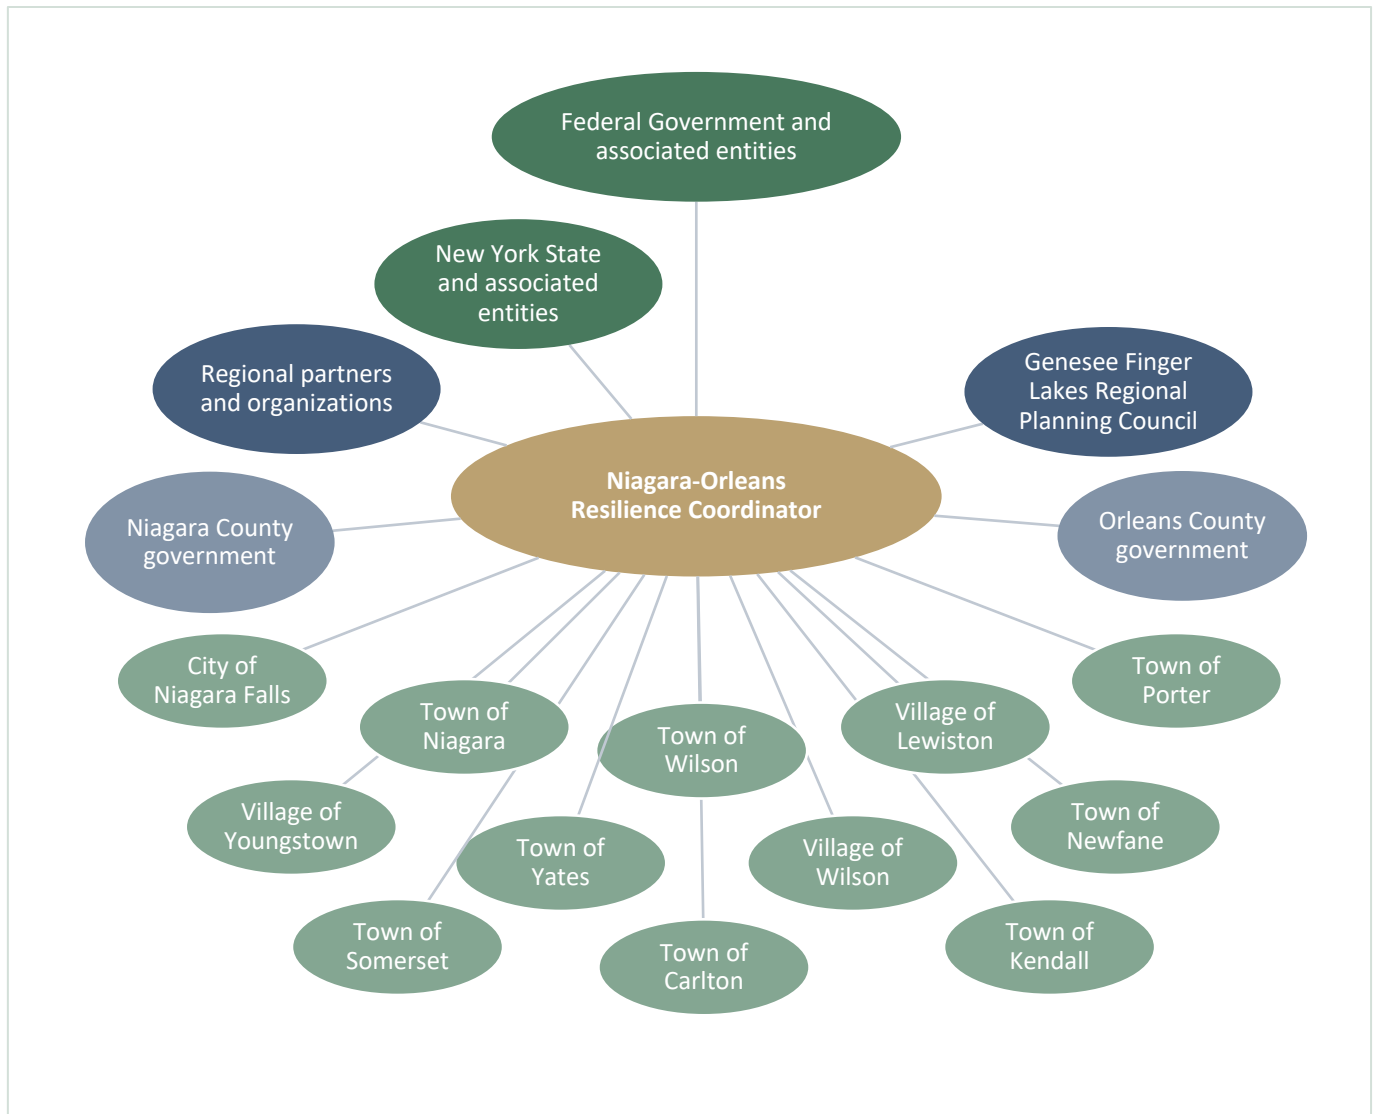 Federal Government and
associated entities
New York State
and associated
entities
Regional partners
and organizations
Genesee Finger
Lakes Regional
Planning Council
Niagara-Orleans
Resilience Coordinator
Niagara County
government
Orleans County
government
City of
Niagara Falls
Town of
Porter
Town of
Niagara
Town of
Wilson
Village of
Lewiston
Village of
Youngstown
Town of
Yates
Village of
Wilson
Town of
Newfane
Town of
Somerset
Town of
Carlton
Town of
Kendall